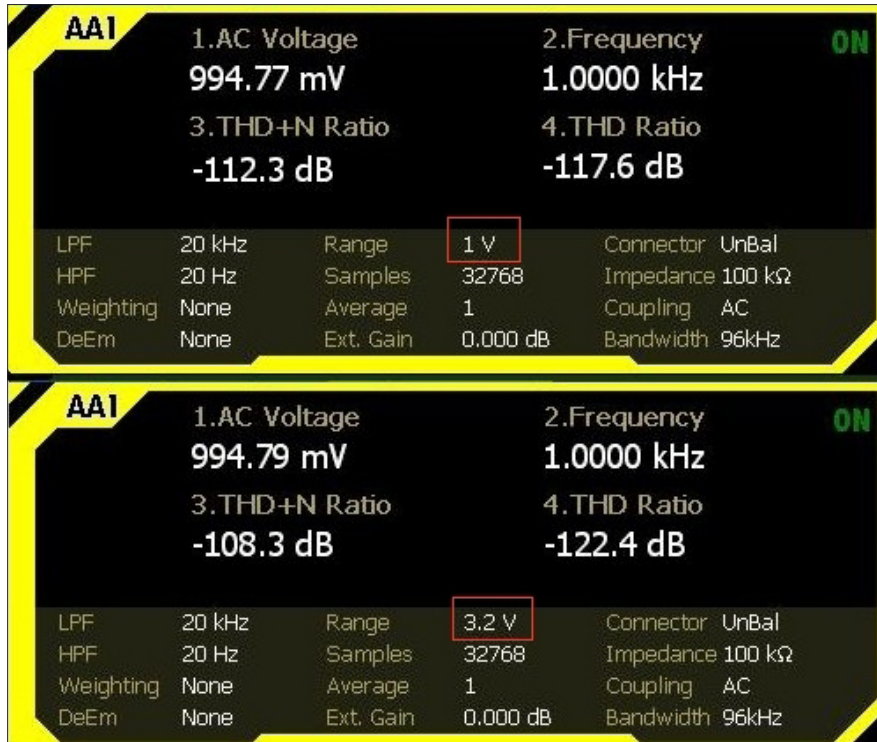 AA1
1.AC Voltage 2.Frequency ON
994.77 mV 1.0000 kHz
3.THD+N Ratio 4.THD Ratio
-112.3 dB -117.6 dB
LPF 20 kHz Range 1 V Connector UnBal
HPF 20 Hz Samples 32768 Impedance 100 kΩ
Weighting None Average 1 Coupling AC
DeEm None Ext. Gain 0.000 dB Bandwidth 96kHz
AA1
1.AC Voltage 2.Frequency ON
994.79 mV 1.0000 kHz
3.THD+N Ratio 4.THD Ratio
-108.3 dB -122.4 dB
LPF 20 kHz Range 3.2 V Connector UnBal
HPF 20 Hz Samples 32768 Impedance 100 kΩ
Weighting None Average 1 Coupling AC
DeEm None Ext. Gain 0.000 dB Bandwidth 96kHz